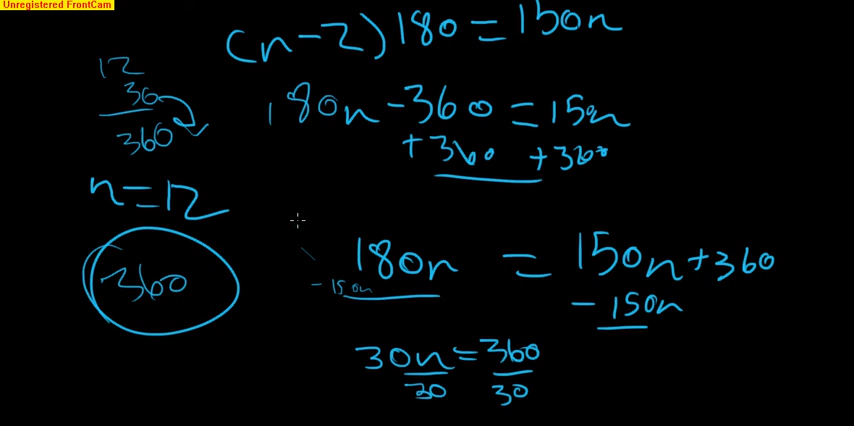 Unregistered FrontCam
(n-2)180=150n
12
30
360
180n-360=150n
+360 +360
n=12
360
180n = 150n+360
-150n -150n
30n=360
30 30